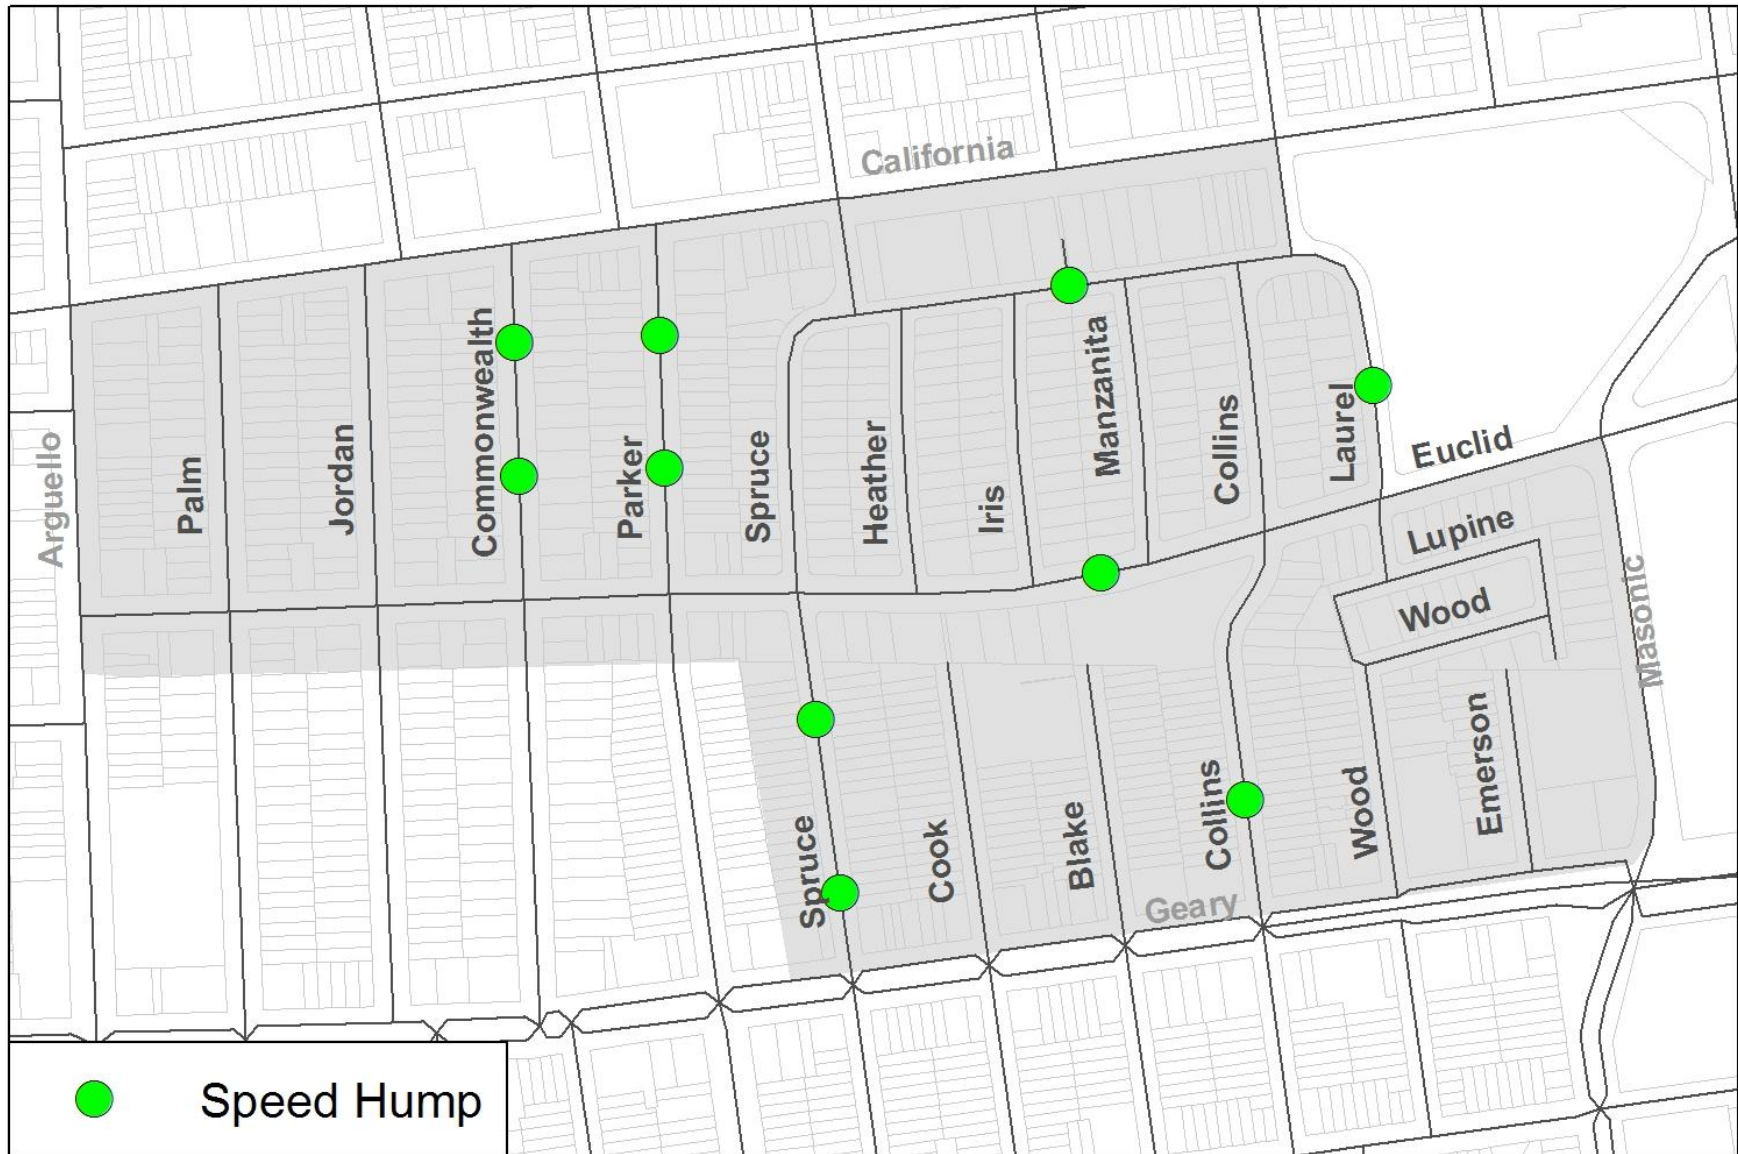 California
Arguello
Palm
Jordan
Commonwealth
Parker
Spruce
Heather
Iris
Manzanita
Collins
Laurel
Euclid
Lupine
Wood
Masonic
Spruce
Cook
Blake
Collins
Wood
Emerson
Geary
Speed Hump